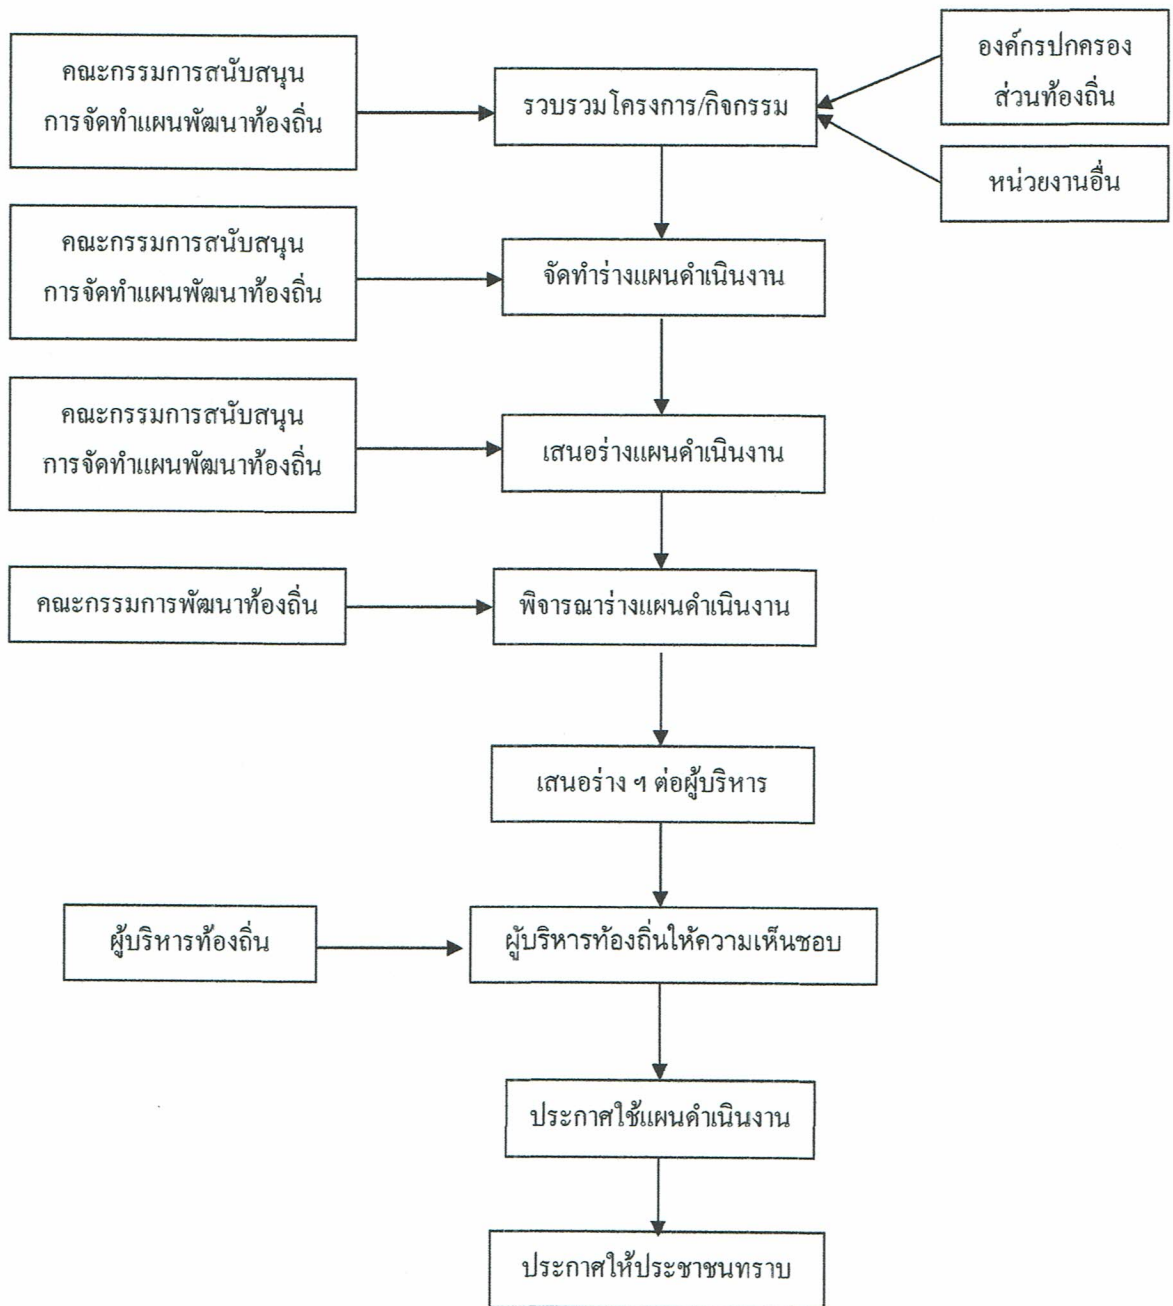 คณะกรรมการสนับสนุน
การจัดทำแผนพัฒนาท้องถิ่น
รวบรวมโครงการ/กิจกรรม
องค์กรปกครอง
ส่วนท้องถิ่น
หน่วยงานอื่น
คณะกรรมการสนับสนุน
การจัดทำแผนพัฒนาท้องถิ่น
จัดทำร่างแผนดำเนินงาน
คณะกรรมการสนับสนุน
การจัดทำแผนพัฒนาท้องถิ่น
เสนอร่างแผนดำเนินงาน
คณะกรรมการพัฒนาท้องถิ่น
พิจารณาร่างแผนดำเนินงาน
เสนอร่าง ฯ ต่อผู้บริหาร
ผู้บริหารท้องถิ่น
ผู้บริหารท้องถิ่นให้ความเห็นชอบ
ประกาศใช้แผนดำเนินงาน
ประกาศให้ประชาชนทราบ